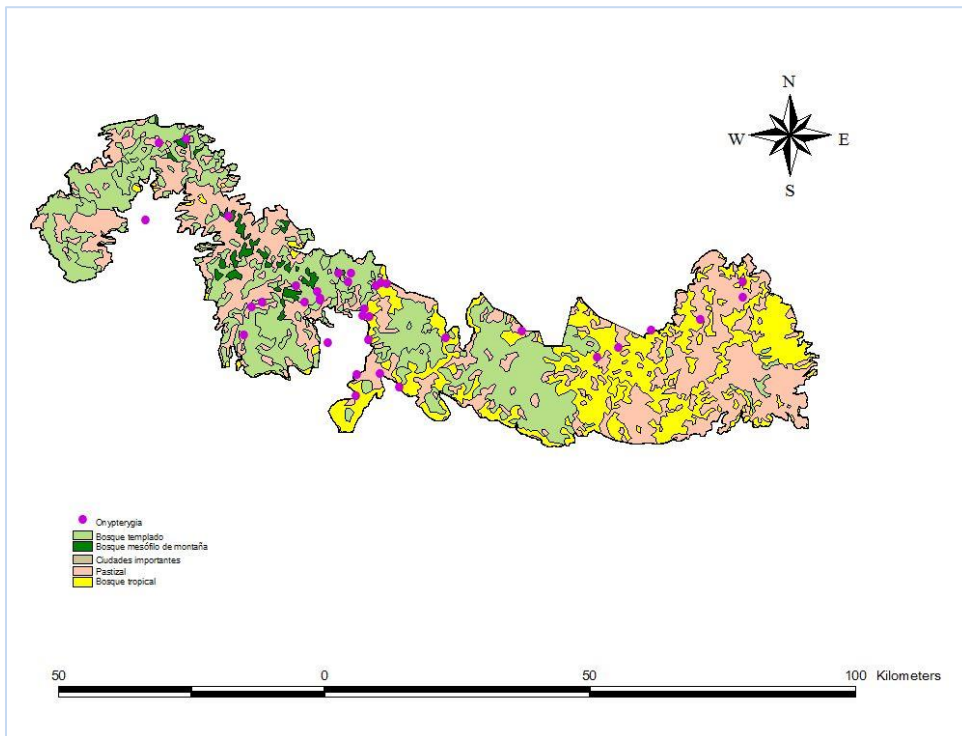 N
W E
S
Onypterygia
Bosque templado
Bosque mesófilo de montaña
Ciudades importantes
Pastizal
Bosque tropical
50 0 50 100 Kilometers